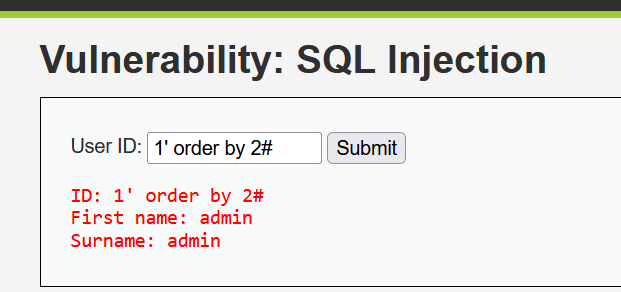 Vulnerability: SQL Injection
User ID: 1' order by 2# Submit
ID: 1' order by 2#
First name: admin
Surname: admin